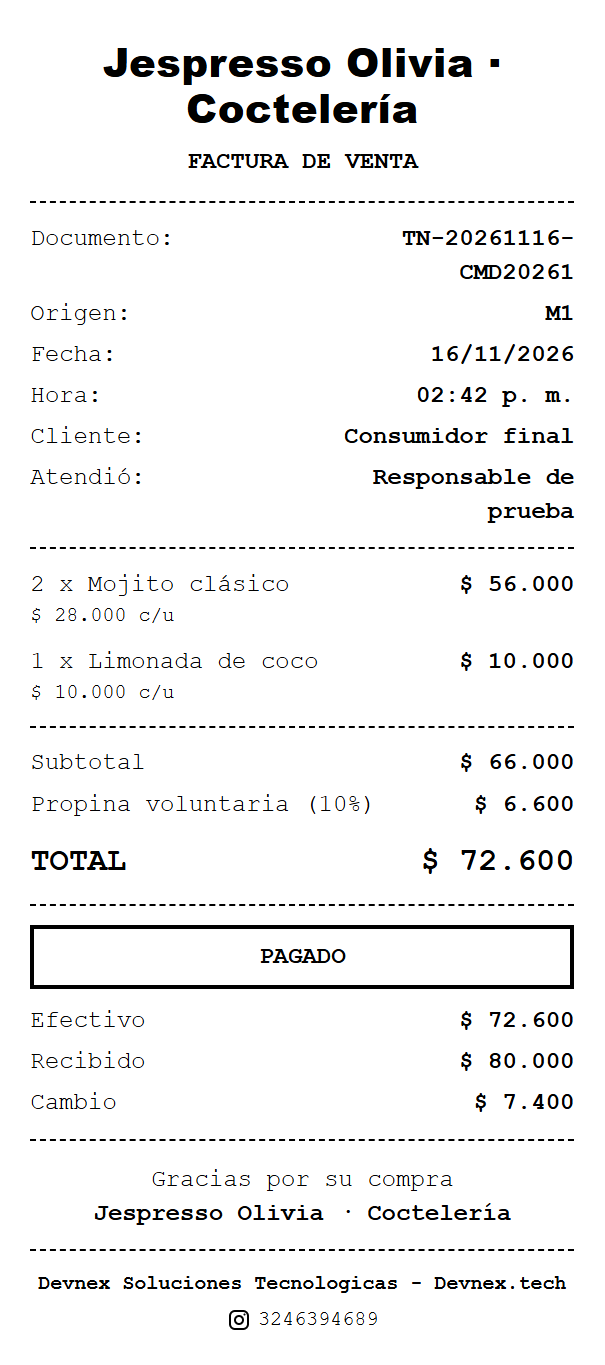 Jespresso Olivia ·
Coctelería
FACTURA DE VENTA
Documento: TN-20261116-
CMD20261
Origen: M1
Fecha: 16/11/2026
Hora: 02:42 p. m.
Cliente: Consumidor final
Atendió: Responsable de
prueba
2 x Mojito clásico $ 56.000
$ 28.000 c/u
1 x Limonada de coco $ 10.000
$ 10.000 c/u
Subtotal $ 66.000
Propina voluntaria (10%) $ 6.600
TOTAL $ 72.600
PAGADO
Efectivo $ 72.600
Recibido $ 80.000
Cambio $ 7.400
Gracias por su compra
Jespresso Olivia · Coctelería
Devnex Soluciones Tecnologicas - Devnex.tech
3246394689